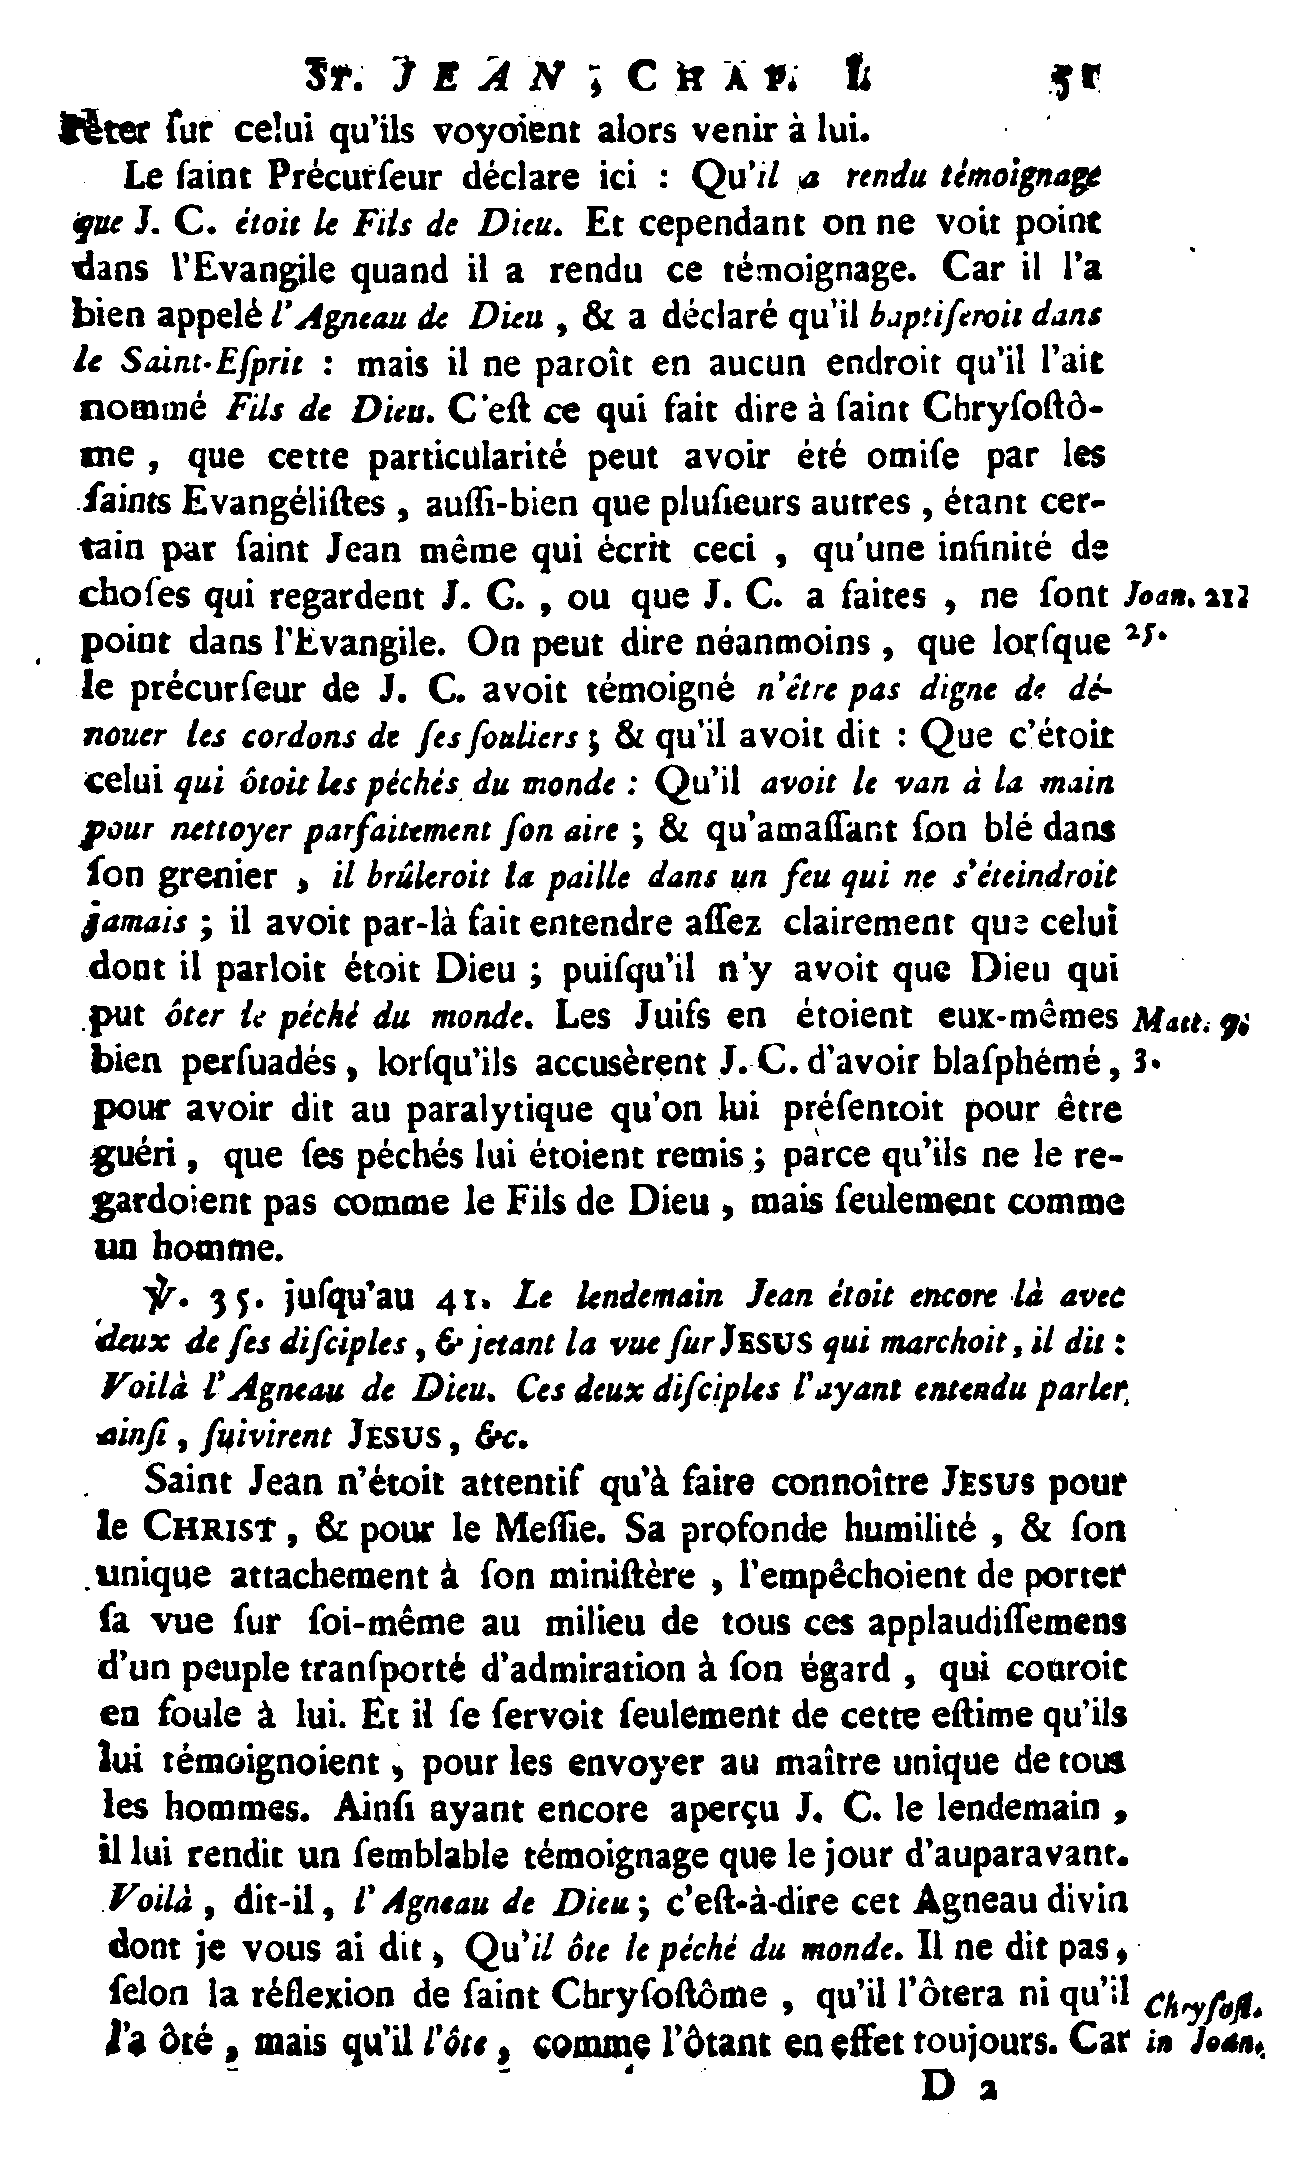 St. JEAN, CHAP. I. 51
rêter ſur celui qu'ils voyoient alors venir à lui.
Le ſaint Précurſeur déclare ici : Qu'il a rendu témoignage
que J. C. étoit le Fils de Dieu. Et cependant on ne voit point
dans l'Evangile quand il a rendu ce témoignage. Car il l'a
bien appelé l'Agneau de Dieu, & a déclaré qu'il baptiſeroit dans
le Saint-Eſprit : mais il ne paroît en aucun endroit qu'il l'ait
nommé Fils de Dieu. C'eſt ce qui fait dire à ſaint Chryſoſtô-
me, que cette particularité peut avoir été omiſe par les
ſaints Evangéliſtes, auſſi-bien que pluſieurs autres, étant cer-
tain par ſaint Jean même qui écrit ceci, qu'une infinité de
choſes qui regardent J. C., ou que J. C. a faites, ne ſont Joan. 21.
point dans l'Evangile. On peut dire néanmoins, que lorſque 25.
le précurſeur de J. C. avoit témoigné n'être pas digne de dé-
nouer les cordons de ſes ſouliers ; & qu'il avoit dit : Que c'étoit
celui qui ôtoit les péchés du monde : Qu'il avoit le van à la main
pour nettoyer parfaitement ſon aire ; & qu'amaſſant ſon blé dans
ſon grenier, il brûleroit la paille dans un feu qui ne s'éteindroit
jamais ; il avoit par-là fait entendre aſſez clairement que celui
dont il parloit étoit Dieu ; puiſqu'il n'y avoit que Dieu qui
put ôter le péché du monde. Les Juifs en étoient eux-mêmes Matt. 9.
bien perſuadés, lorſqu'ils accusèrent J. C. d'avoir blaſphémé, 3.
pour avoir dit au paralytique qu'on lui préſentoit pour être
guéri, que ſes péchés lui étoient remis ; parce qu'ils ne le re-
gardoient pas comme le Fils de Dieu, mais ſeulement comme
un homme.
℣. 35. juſqu'au 41. Le lendemain Jean étoit encore là avec
deux de ſes diſciples, & jetant la vue ſur JESUS qui marchoit, il dit :
Voilà l'Agneau de Dieu. Ces deux diſciples l'ayant entendu parler
ainſi, ſuivirent JESUS, &c.
Saint Jean n'étoit attentif qu'à faire connoître JESUS pour
le CHRIST, & pour le Meſſie. Sa profonde humilité, & ſon
unique attachement à ſon miniſtère, l'empêchoient de porter
ſa vue ſur ſoi-même au milieu de tous ces applaudiſſemens
d'un peuple tranſporté d'admiration à ſon égard, qui couroit
en foule à lui. Et il ſe ſervoit ſeulement de cette eſtime qu'ils
lui témoignoient, pour les envoyer au maître unique de tous
les hommes. Ainſi ayant encore aperçu J. C. le lendemain,
il lui rendit un ſemblable témoignage que le jour d'auparavant.
Voilà, dit-il, l'Agneau de Dieu ; c'eſt-à-dire cet Agneau divin
dont je vous ai dit, Qu'il ôte le péché du monde. Il ne dit pas,
ſelon la réflexion de ſaint Chryſoſtôme, qu'il l'ôtera ni qu'il Chryſoſt.
l'a ôté, mais qu'il l'ôte, comme l'ôtant en effet toujours. Car in Joan.
D 2